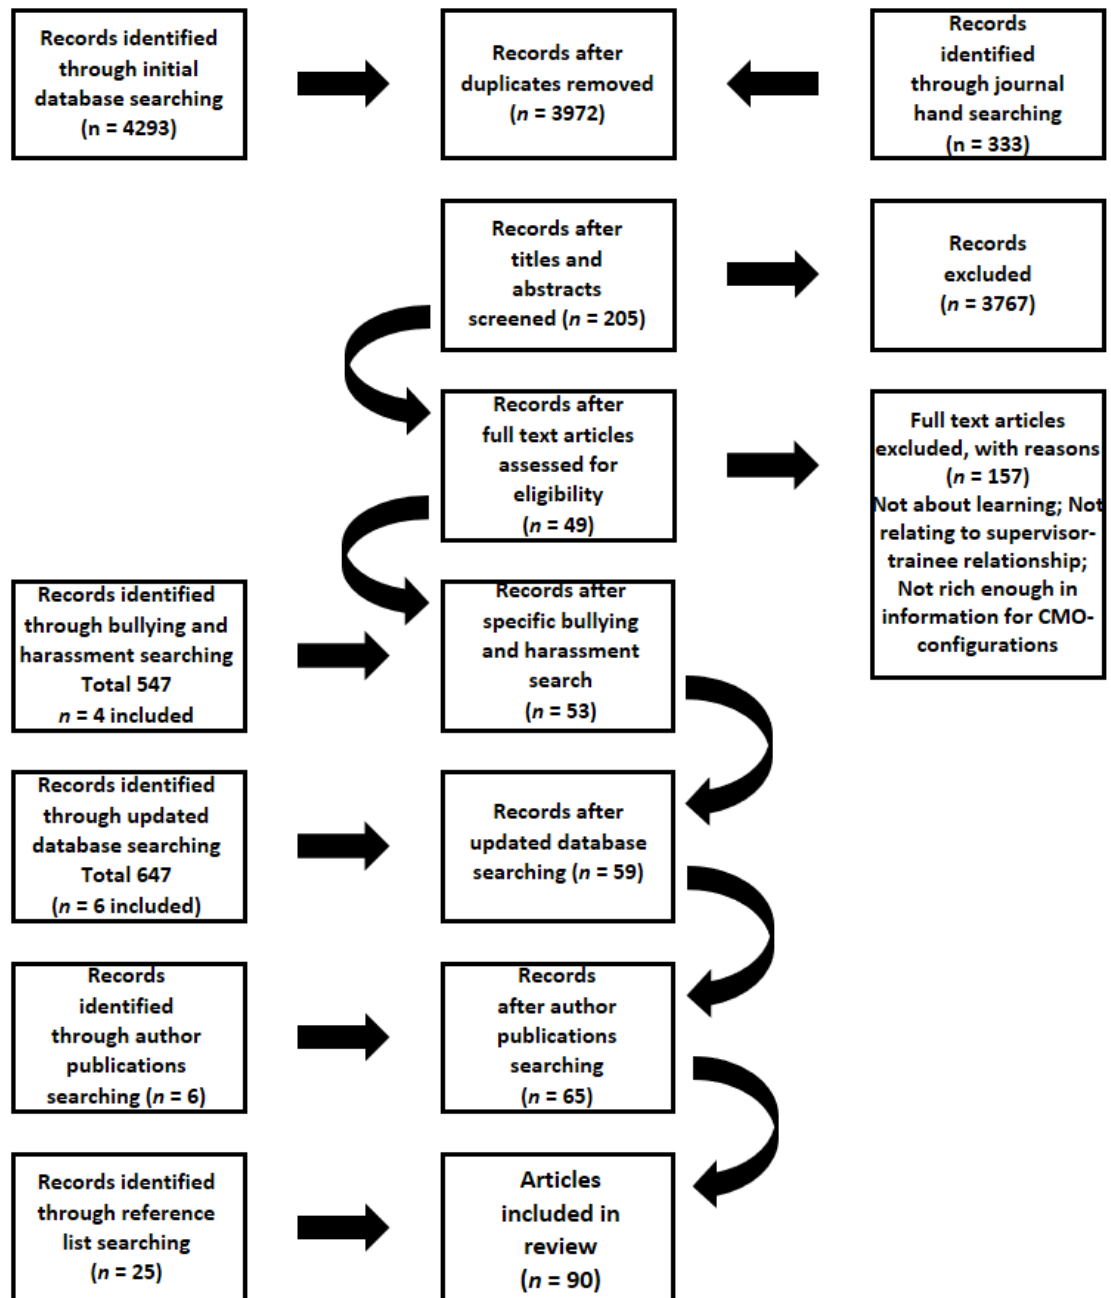 Records identified
through initial
database searching
(n = 4293)
Records after
duplicates removed
(n = 3972)
Records
identified
through journal
hand searching
(n = 333)
Records after
titles and
abstracts
screened (n = 205)
Records
excluded
(n = 3767)
Records after
full text articles
assessed for
eligibility
(n = 49)
Full text articles
excluded, with reasons
(n = 157)
Not about learning; Not
relating to supervisor-
trainee relationship;
Not rich enough in
information for CMO-
configurations
Records identified
through bullying and
harassment searching
Total 547
n = 4 included
Records after
specific bullying
and harassment
search
(n = 53)
Records identified
through updated
database searching
Total 647
(n = 6 included)
Records after
updated database
searching (n = 59)
Records
identified
through author
publications
searching (n = 6)
Records
after author
publications
searching
(n = 65)
Records identified
through reference
list searching
(n = 25)
Articles
included in
review
(n = 90)